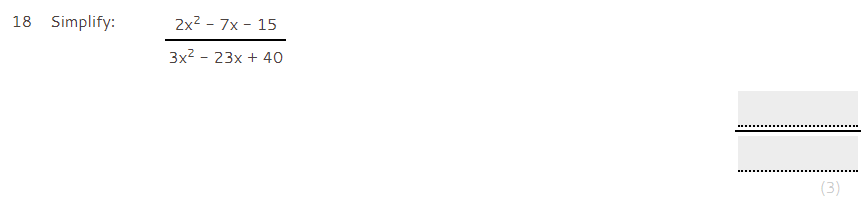 18 Simplify:
2x² – 7x – 15
3x² – 23x + 40
(3)